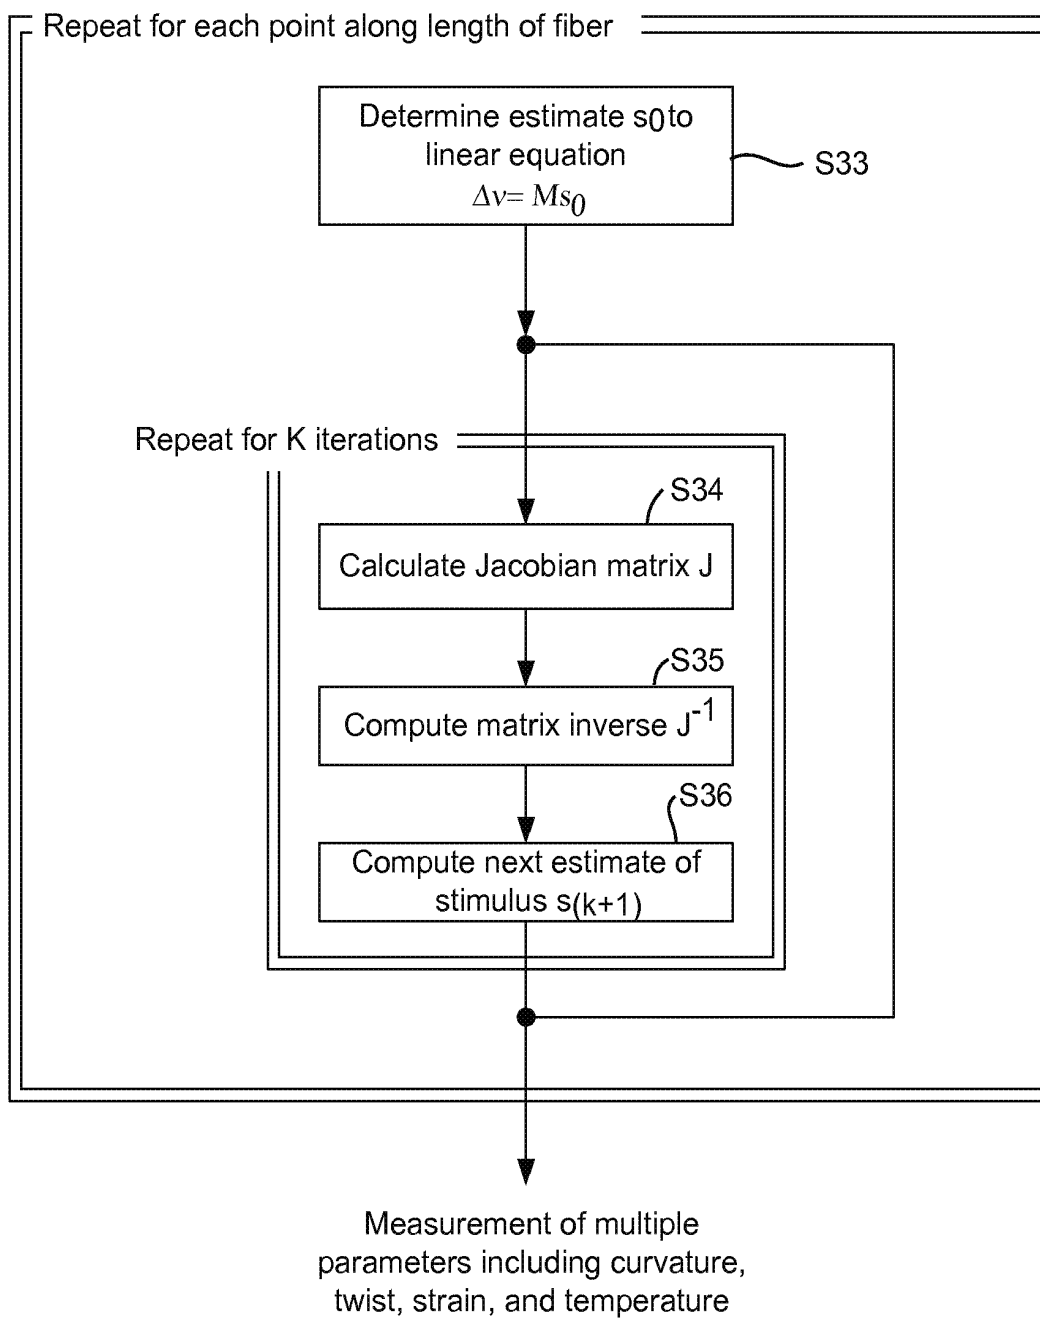 Repeat for each point along length of fiber
Determine estimate s0 to
linear equation
Δν= Ms0
S33
Repeat for K iterations
S34
Calculate Jacobian matrix J
S35
Compute matrix inverse J-1
S36
Compute next estimate of
stimulus s(k+1)
Measurement of multiple
parameters including curvature,
twist, strain, and temperature